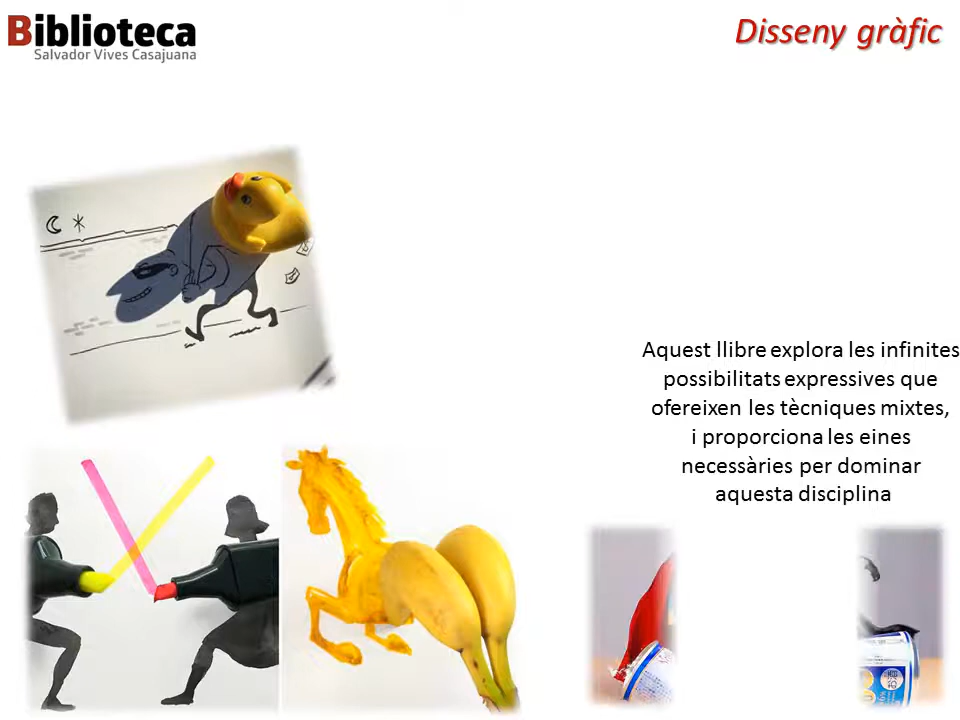 Biblioteca
Salvador Vives Casajuana
Disseny gràfic
Aquest llibre explora les infinites
possibilitats expressives que
ofereixen les tècniques mixtes,
i proporciona les eines
necessàries per dominar
aquesta disciplina